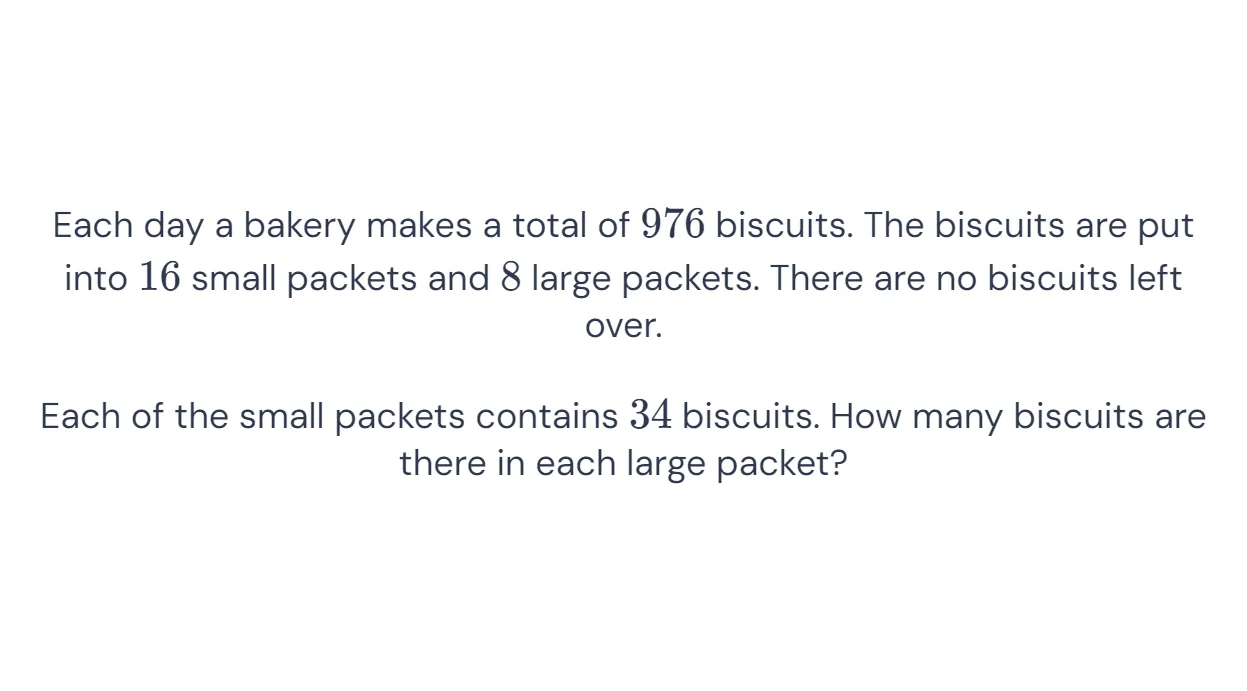 Each day a bakery makes a total of 976 biscuits. The biscuits are put
into 16 small packets and 8 large packets. There are no biscuits left
over.
Each of the small packets contains 34 biscuits. How many biscuits are
there in each large packet?